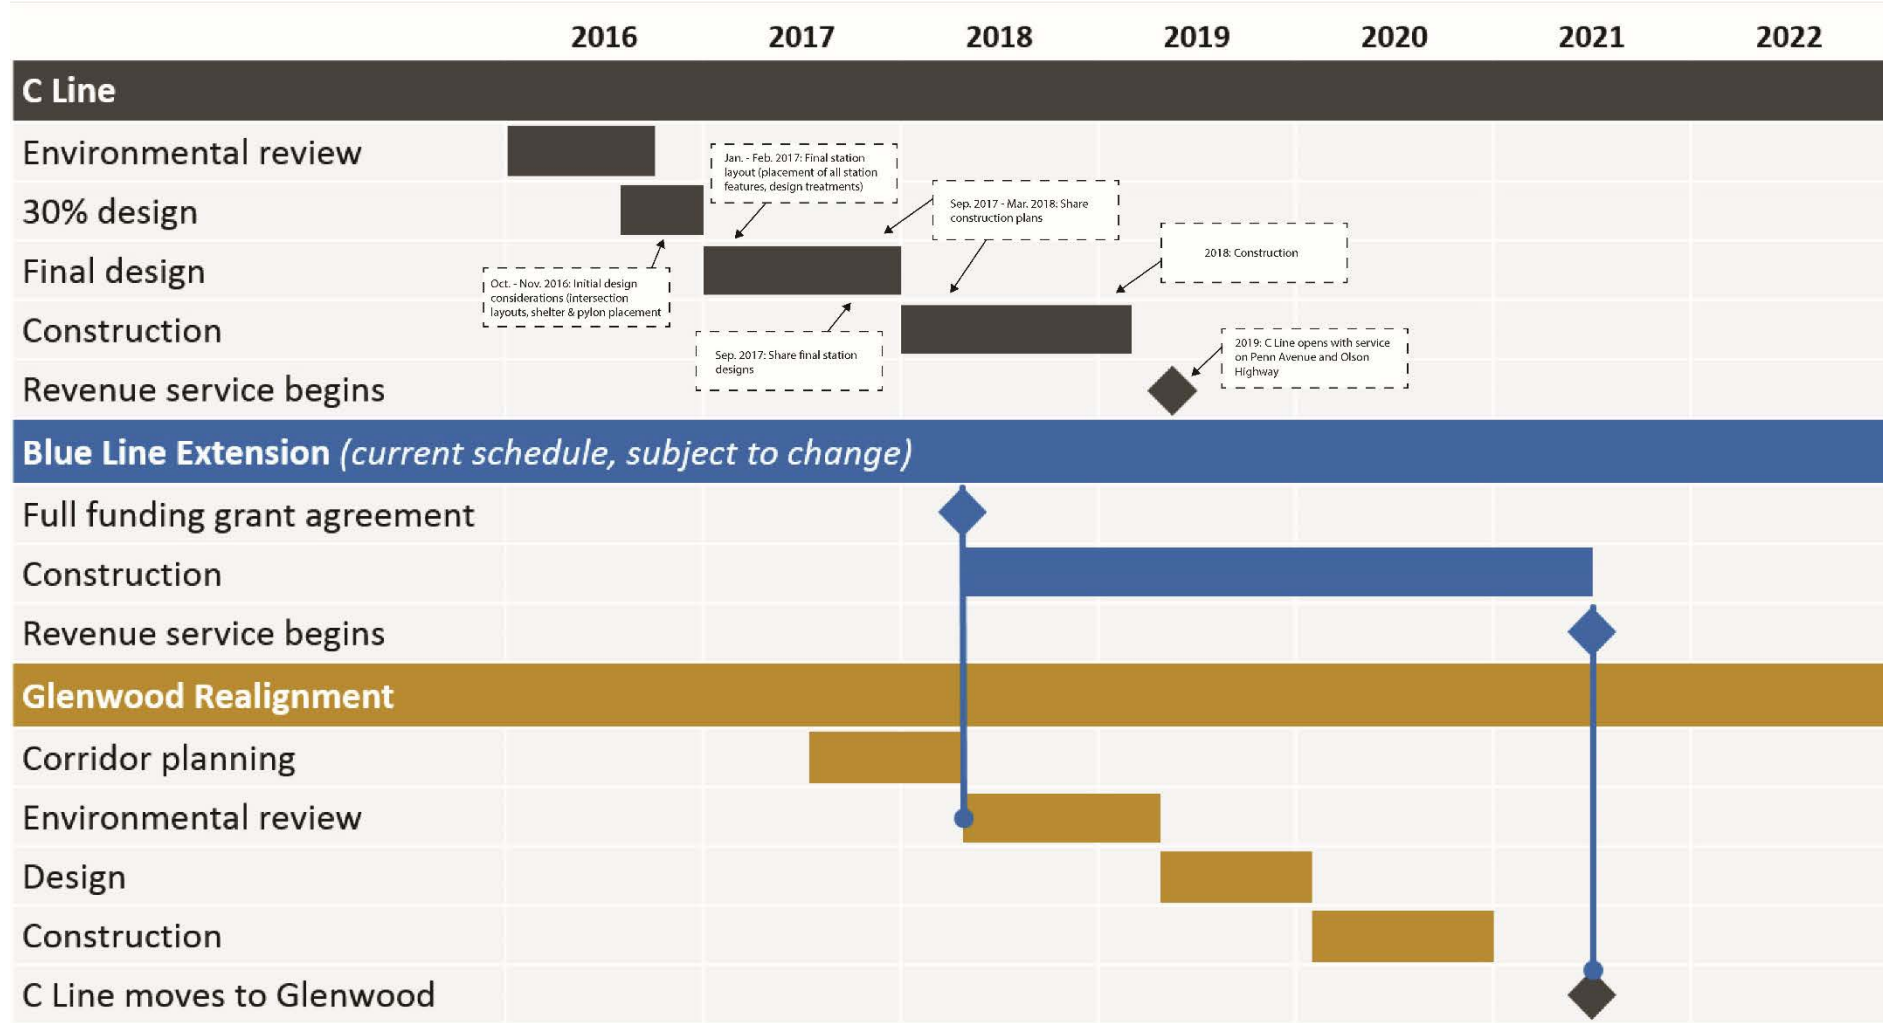 2016 2017 2018 2019 2020 2021 2022
C Line
Environmental review
Jan. - Feb. 2017: Final station
layout (placement of all station
features, design treatments)
30% design
Sep. 2017 - Mar. 2018: Share
construction plans
Final design
Oct. - Nov. 2016: Initial design
considerations (intersection
layouts, shelter & pylon placement
2018: Construction
Construction
Sep. 2017: Share final station
designs
2019: C Line opens with service
on Penn Avenue and Olson
Highway
Revenue service begins
Blue Line Extension (current schedule, subject to change)
Full funding grant agreement
Construction
Revenue service begins
Glenwood Realignment
Corridor planning
Environmental review
Design
Construction
C Line moves to Glenwood